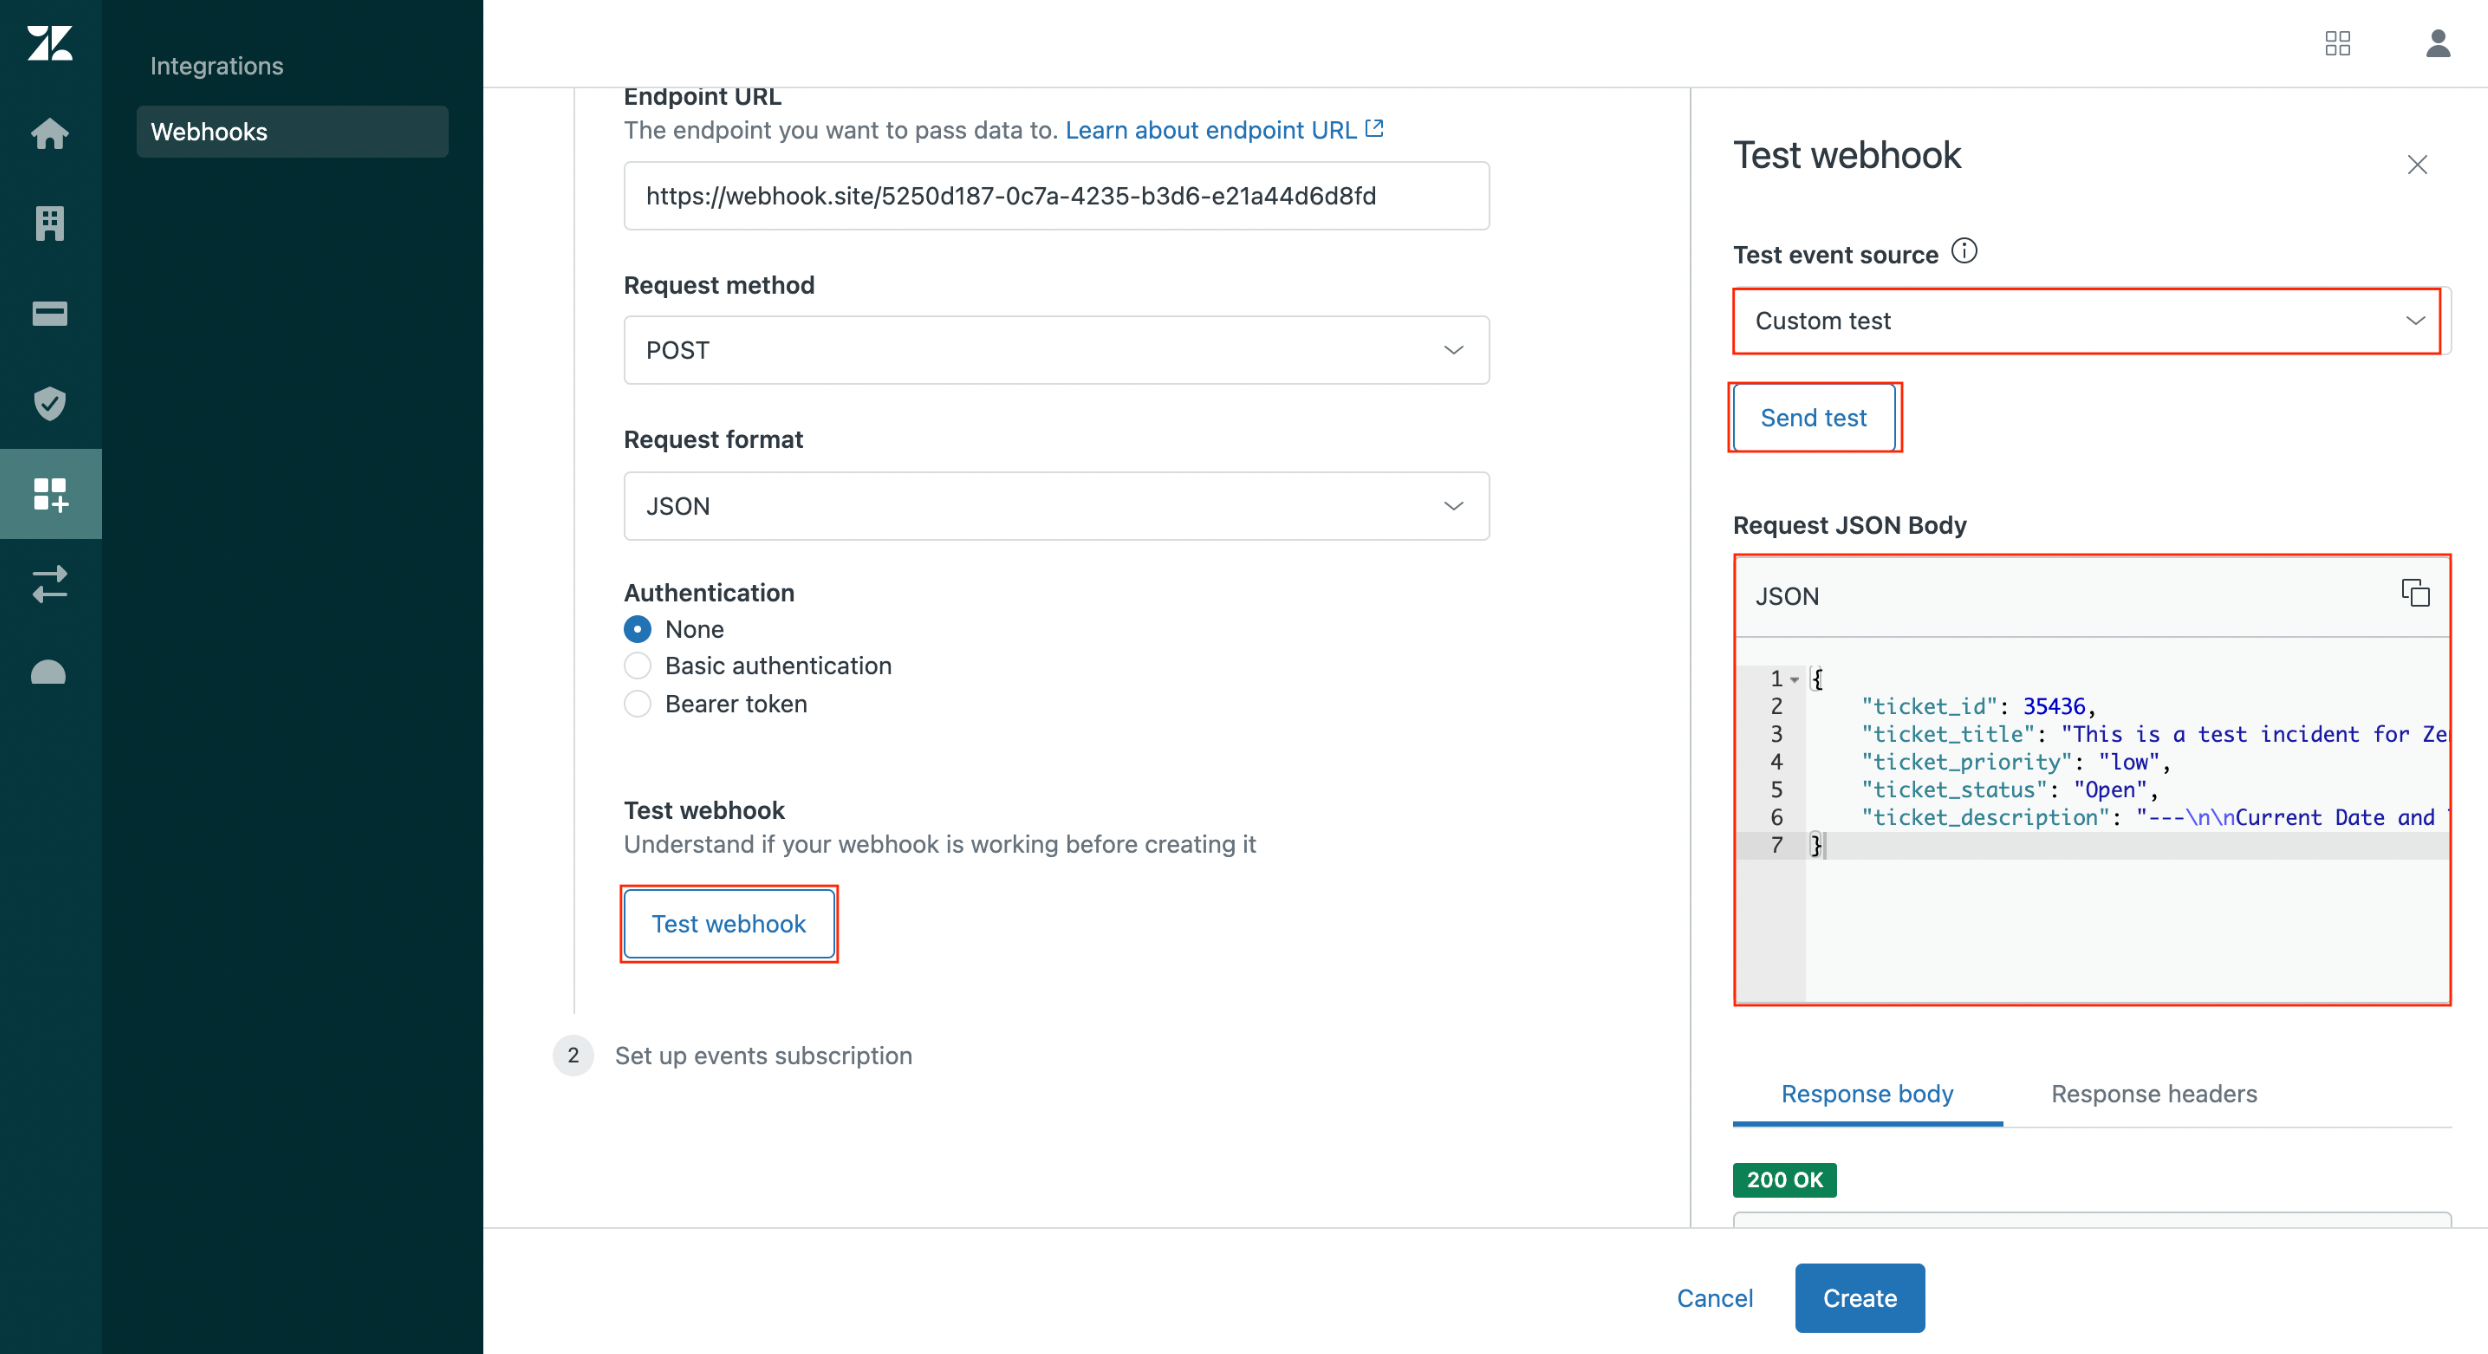 Integrations
Webhooks
Endpoint URL
The endpoint you want to pass data to. Learn about endpoint URL
https://webhook.site/5250d187-0c7a-4235-b3d6-e21a44d6d8fd
Request method
POST
Request format
JSON
Authentication
None
Basic authentication
Bearer token
Test webhook
Understand if your webhook is working before creating it
Test webhook
2 Set up events subscription
Test webhook
Test event source
Custom test
Send test
Request JSON Body
JSON
1 {
2 "ticket_id": 35436,
3 "ticket_title": "This is a test incident for Ze
4 "ticket_priority": "low",
5 "ticket_status": "Open",
6 "ticket_description": "---\n\nCurrent Date and
7 }
Response body Response headers
200 OK
Cancel Create